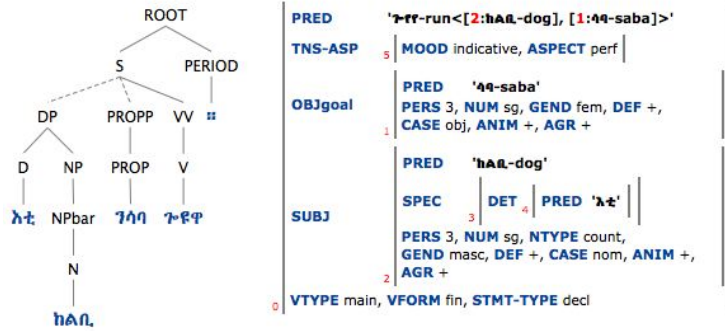 ROOT
S PERIOD
DP PROPP VV ።
D NP PROP V
እቲ NPbar ንሳባ ጐዩዋ
N
ከልቢ
PRED 'ጐየየ-run<[2:ከልቢ-dog], [1:ሳባ-saba]>'
TNS-ASP 5 MOOD indicative, ASPECT perf
PRED 'ሳባ-saba'
OBJgoal PERS 3, NUM sg, GEND fem, DEF +,
1 CASE obj, ANIM +, AGR +
PRED 'ከልቢ-dog'
SPEC 3 DET 4 PRED 'እቲ'
SUBJ
PERS 3, NUM sg, NTYPE count,
GEND masc, DEF +, CASE nom, ANIM +,
2 AGR +
0 VTYPE main, VFORM fin, STMT-TYPE decl